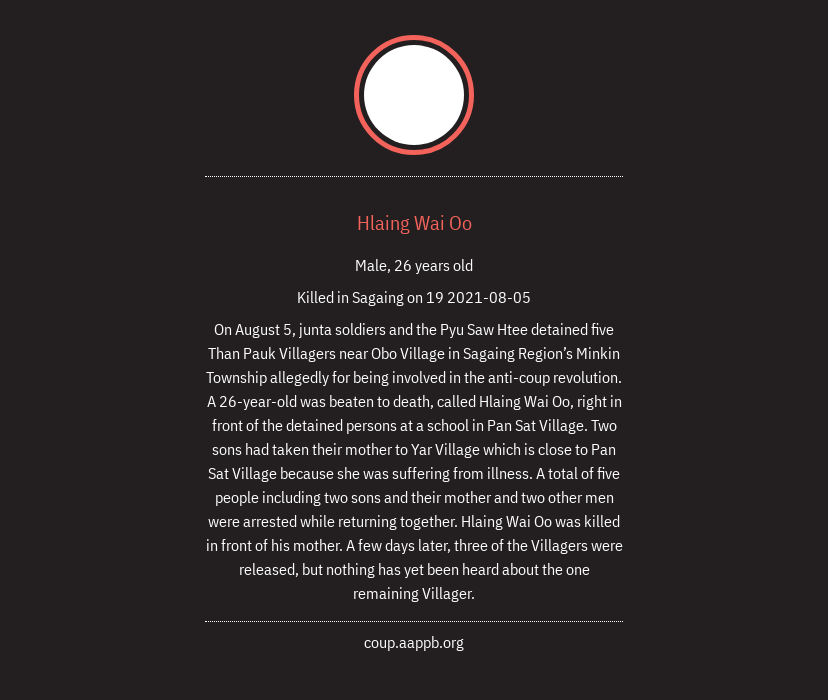 Hlaing Wai Oo
Male, 26 years old
Killed in Sagaing on 19 2021-08-05
On August 5, junta soldiers and the Pyu Saw Htee detained five
Than Pauk Villagers near Obo Village in Sagaing Region’s Minkin
Township allegedly for being involved in the anti-coup revolution.
A 26-year-old was beaten to death, called Hlaing Wai Oo, right in
front of the detained persons at a school in Pan Sat Village. Two
sons had taken their mother to Yar Village which is close to Pan
Sat Village because she was suffering from illness. A total of five
people including two sons and their mother and two other men
were arrested while returning together. Hlaing Wai Oo was killed
in front of his mother. A few days later, three of the Villagers were
released, but nothing has yet been heard about the one
remaining Villager.
coup.aappb.org